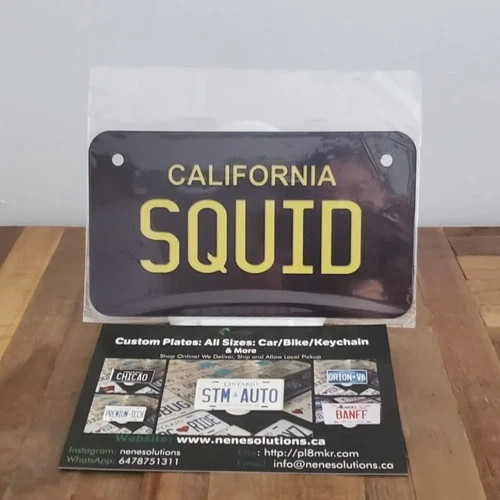 CALIFORNIA
SQUID
Custom Plates: All Sizes: Car/Bike/Keychain
& More
Shop Online! We Deliver, Ship and Allow Local Pickup
CHICAO
ONTARIO
STM AUTO
ORION-V6
PREMIUM-TECH
BANFF
Website: www.nenesolutions.ca
Instagram: nenesolutions
Etsy: http://pl8mkr.com
WhatsApp: 6478751311
Email: info@nenesolutions.ca